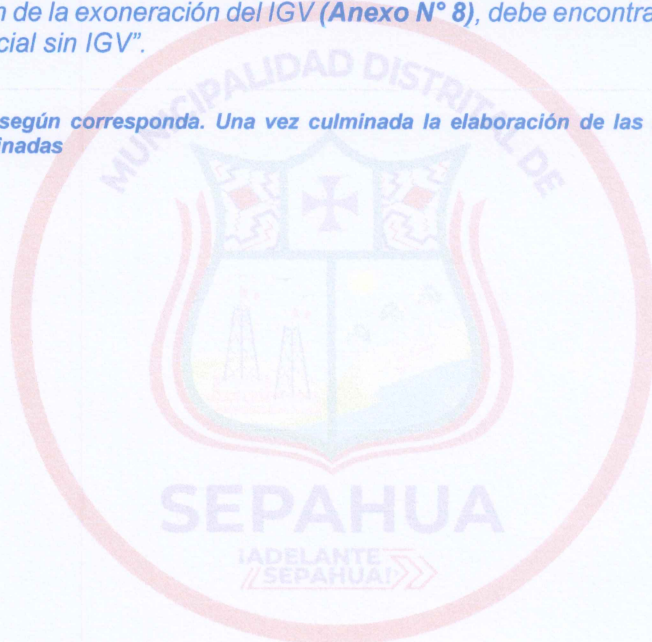 n de la exoneración del IGV (Anexo N° 8), debe encontra
cial sin IGV".
según corresponda. Una vez culminada la elaboración de las
inadas
MUNICIPALIDAD DISTRITAL DE
SEPAHUA
¡ADELANTE
SEPAHUA!